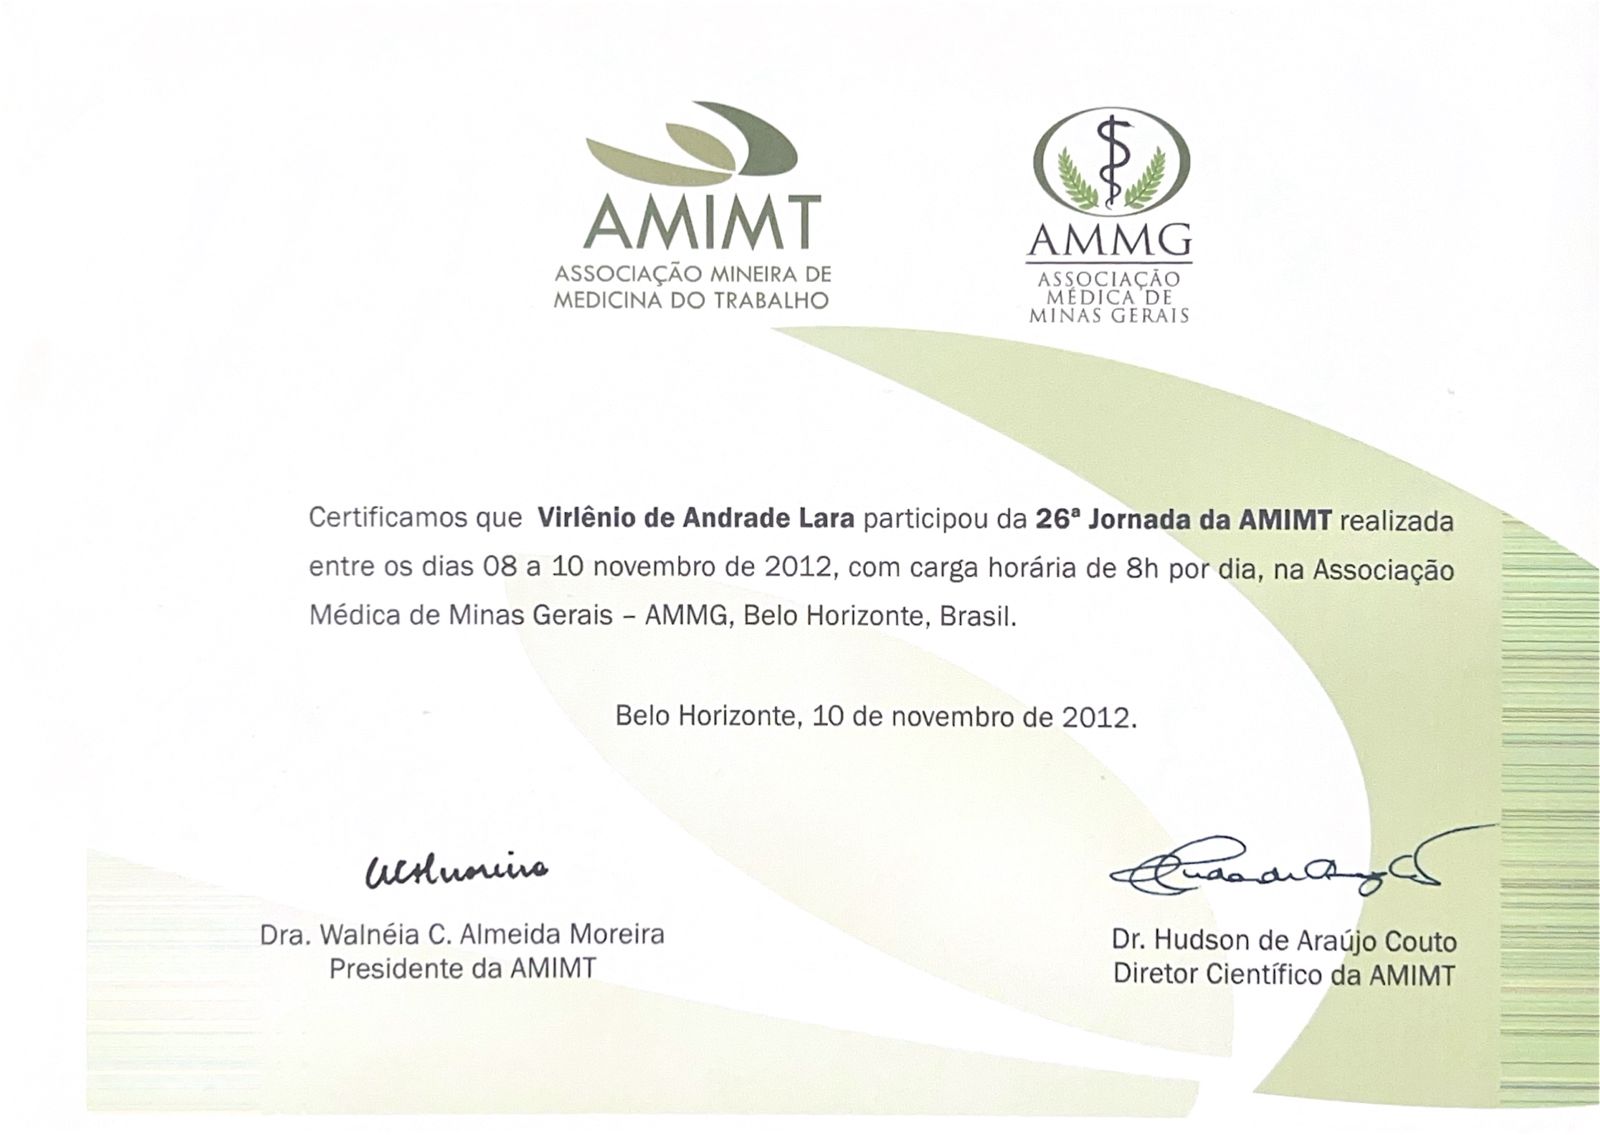 AMIMT
ASSOCIAÇÃO MINEIRA DE
MEDICINA DO TRABALHO
AMMG
ASSOCIAÇÃO
MÉDICA DE
MINAS GERAIS
Certificamos que Virlênio de Andrade Lara participou da 26ª Jornada da AMIMT realizada
entre os dias 08 a 10 novembro de 2012, com carga horária de 8h por dia, na Associação
Médica de Minas Gerais – AMMG, Belo Horizonte, Brasil.
Belo Horizonte, 10 de novembro de 2012.
Dra. Walnéia C. Almeida Moreira
Presidente da AMIMT
Dr. Hudson de Araújo Couto
Diretor Científico da AMIMT